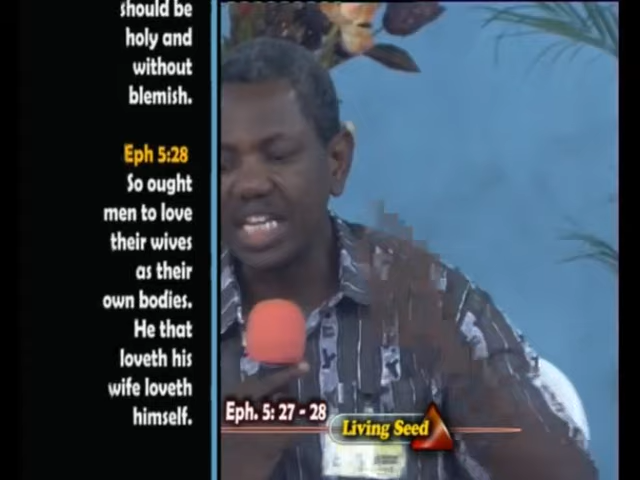 should be
holy and
without
blemish.
Eph 5:28
So ought
men to love
their wives
as their
own bodies.
He that
loveth his
wife loveth
himself.
Eph. 5: 27 - 28
Living Seed